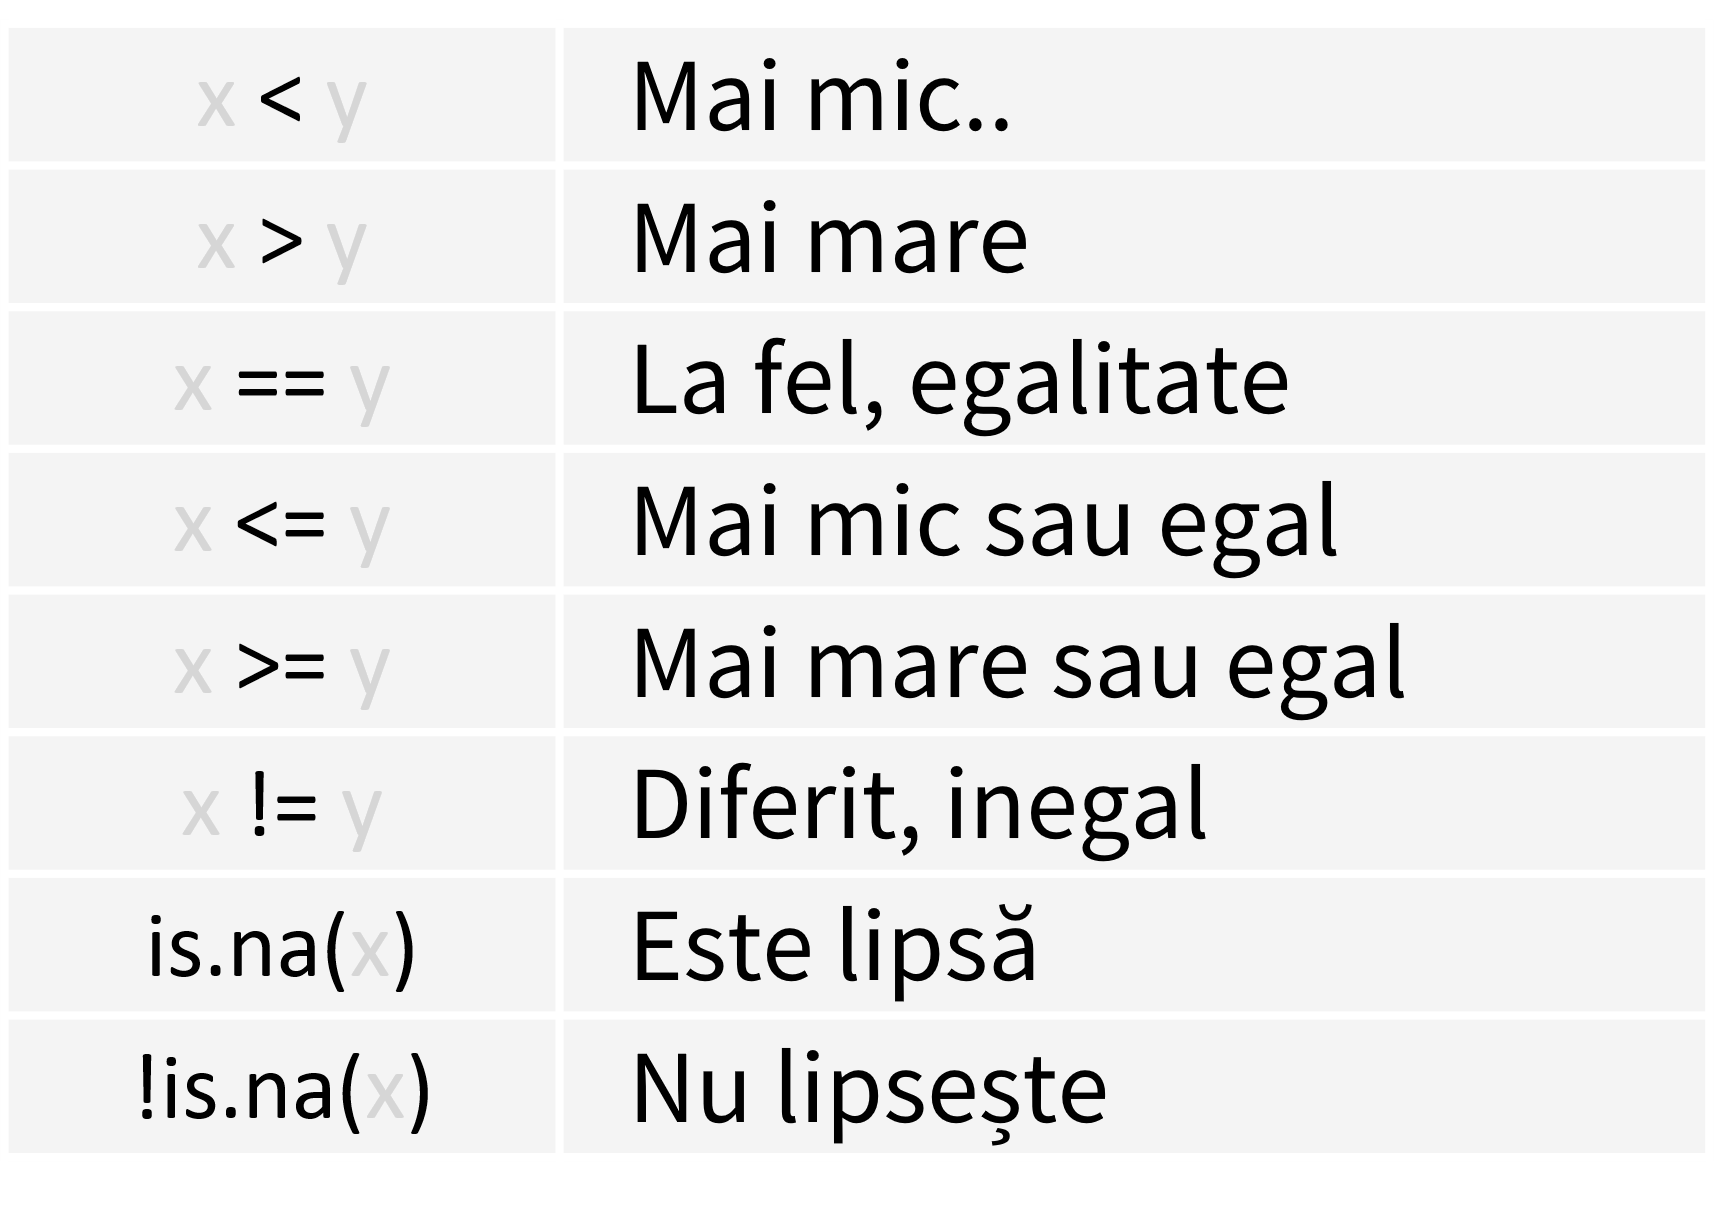 x < y Mai mic..
x > y Mai mare
x == y La fel, egalitate
x <= y Mai mic sau egal
x >= y Mai mare sau egal
x != y Diferit, inegal
is.na(x) Este lipsă
!is.na(x) Nu lipsește